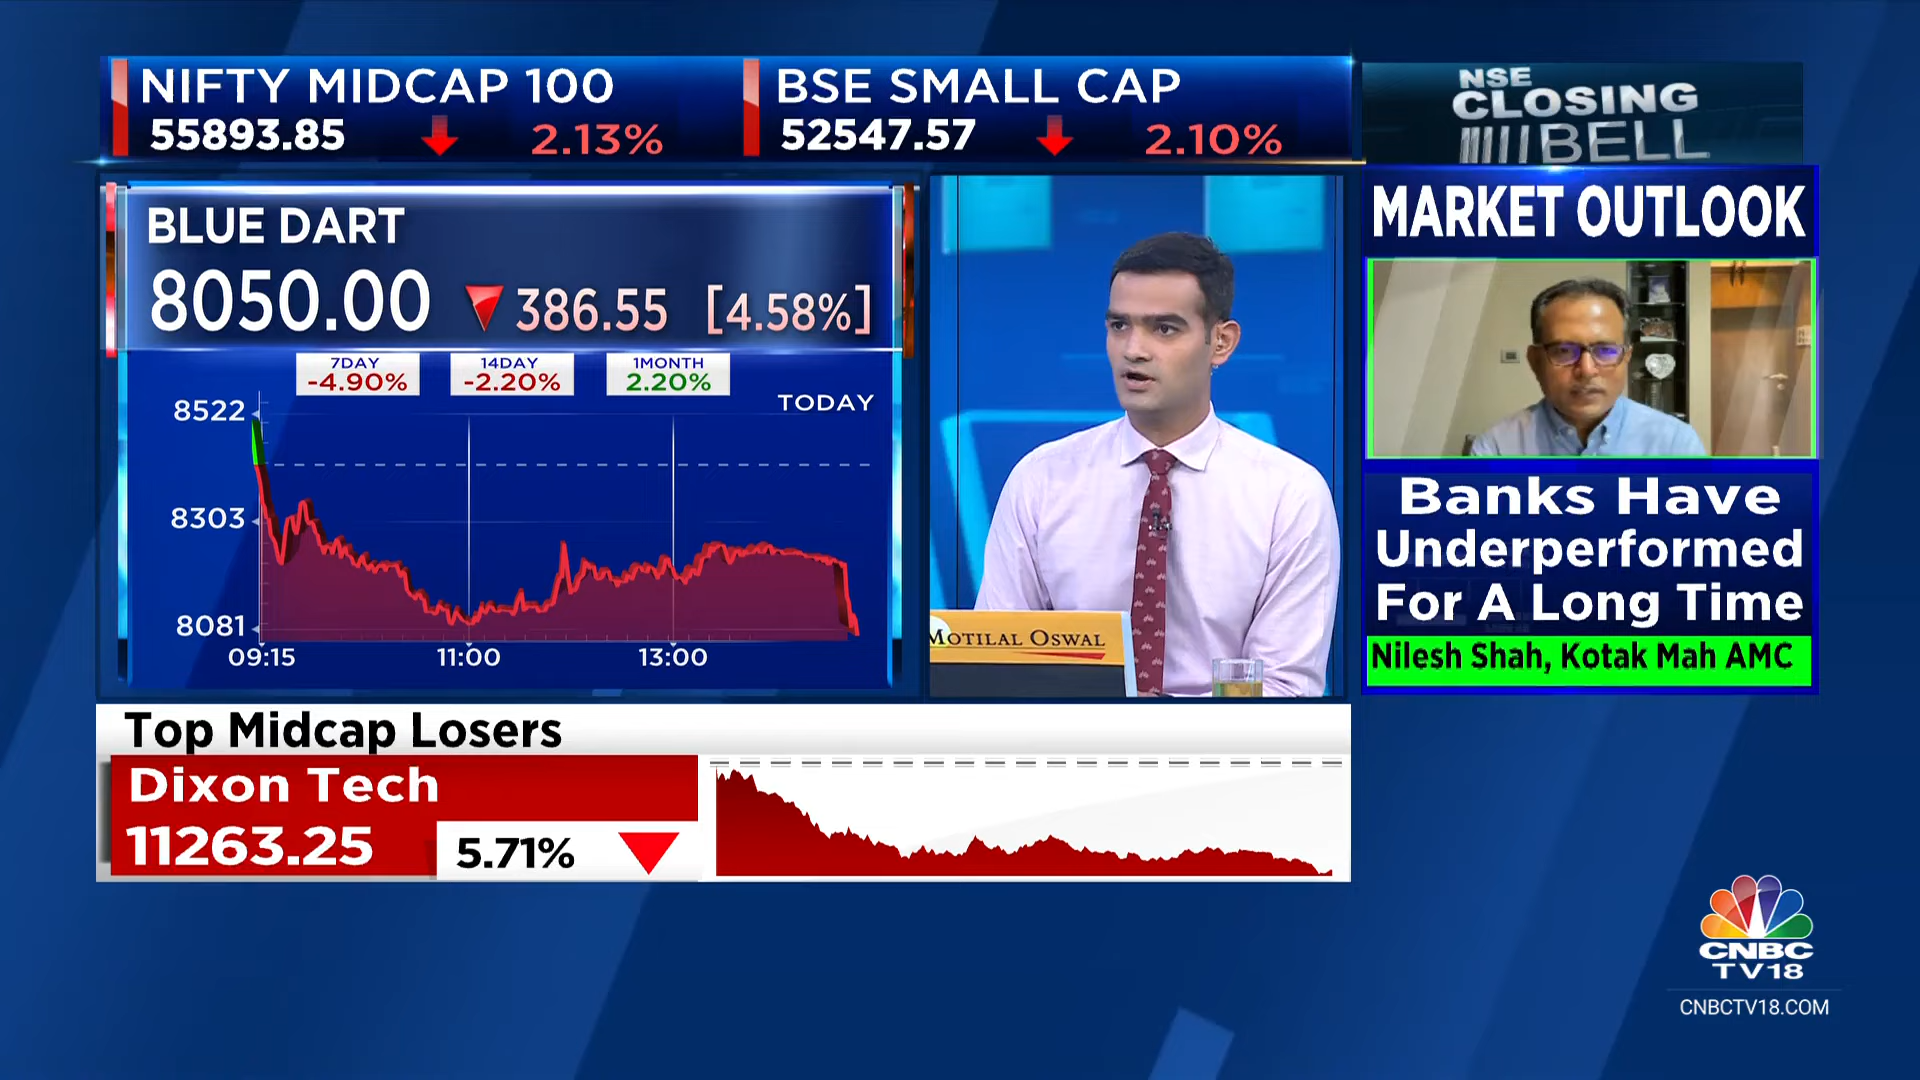 NIFTY MIDCAP 100
55893.85 2.13%
BSE SMALL CAP
52547.57 2.10%
NSE
CLOSING
BELL
BLUE DART
8050.00 386.55 [4.58%]
7DAY
-4.90%
14DAY
-2.20%
1MONTH
2.20%
TODAY
8522
8303
8081
09:15 11:00 13:00
MOTILAL OSWAL
MARKET OUTLOOK
Banks Have
Underperformed
For A Long Time
Nilesh Shah, Kotak Mah AMC
Top Midcap Losers
Dixon Tech
11263.25
5.71%
CNBC
TV18
CNBCTV18.COM